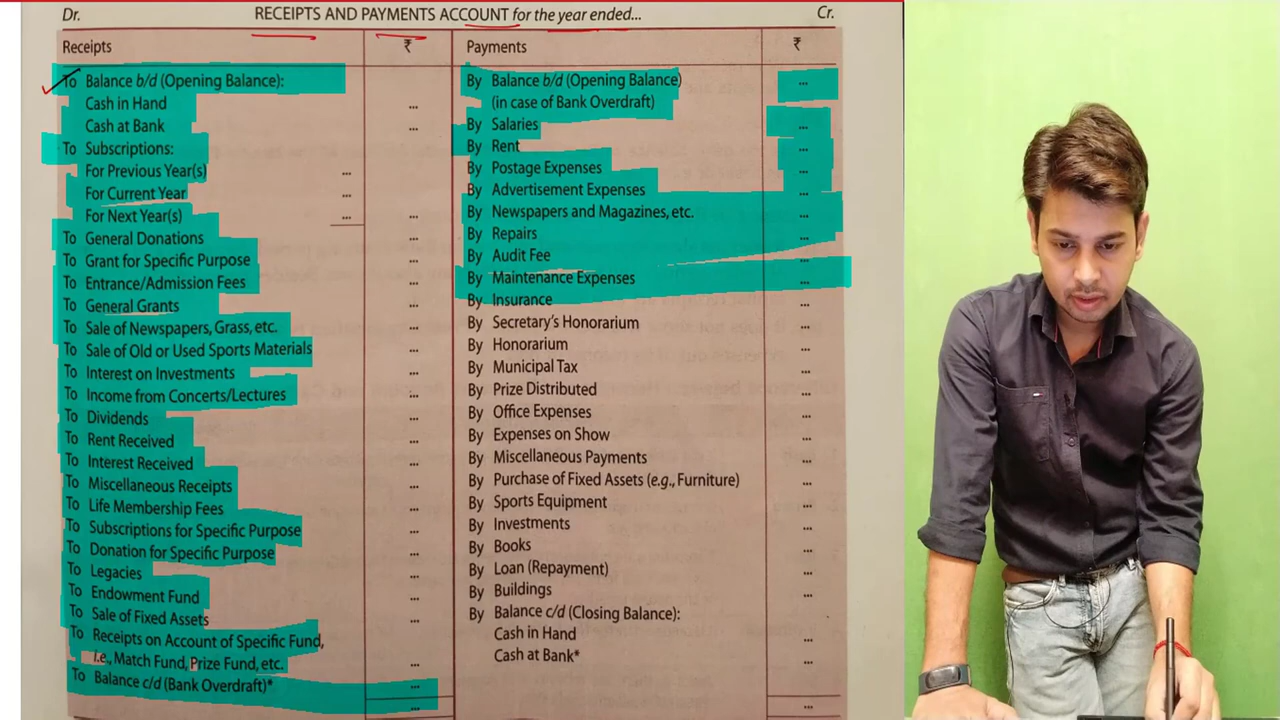 Dr. RECEIPTS AND PAYMENTS ACCOUNT for the year ended... Cr.
Receipts ₹ Payments ₹
To Balance b/d (Opening Balance):
Cash in Hand ...
Cash at Bank ...
To Subscriptions:
For Previous Year(s) ...
For Current Year ...
For Next Year(s) ... ...
To General Donations ...
To Grant for Specific Purpose ...
To Entrance/Admission Fees ...
To General Grants ...
To Sale of Newspapers, Grass, etc. ...
To Sale of Old or Used Sports Materials ...
To Interest on Investments ...
To Income from Concerts/Lectures ...
To Dividends ...
To Rent Received ...
To Interest Received ...
To Miscellaneous Receipts ...
To Life Membership Fees ...
To Subscriptions for Specific Purpose ...
To Donation for Specific Purpose ...
To Legacies ...
To Endowment Fund ...
To Sale of Fixed Assets ...
To Receipts on Account of Specific Fund,
i.e., Match Fund, Prize Fund, etc. ...
To Balance c/d (Bank Overdraft)* ...
...
By Balance b/d (Opening Balance) ...
(in case of Bank Overdraft)
By Salaries ...
By Rent ...
By Postage Expenses ...
By Advertisement Expenses ...
By Newspapers and Magazines, etc. ...
By Repairs ...
By Audit Fee ...
By Maintenance Expenses ...
By Insurance ...
By Secretary's Honorarium ...
By Honorarium ...
By Municipal Tax ...
By Prize Distributed ...
By Office Expenses ...
By Expenses on Show ...
By Miscellaneous Payments ...
By Purchase of Fixed Assets (e.g., Furniture) ...
By Sports Equipment ...
By Investments ...
By Books ...
By Loan (Repayment) ...
By Buildings ...
By Balance c/d (Closing Balance):
Cash in Hand ...
Cash at Bank* ...
...